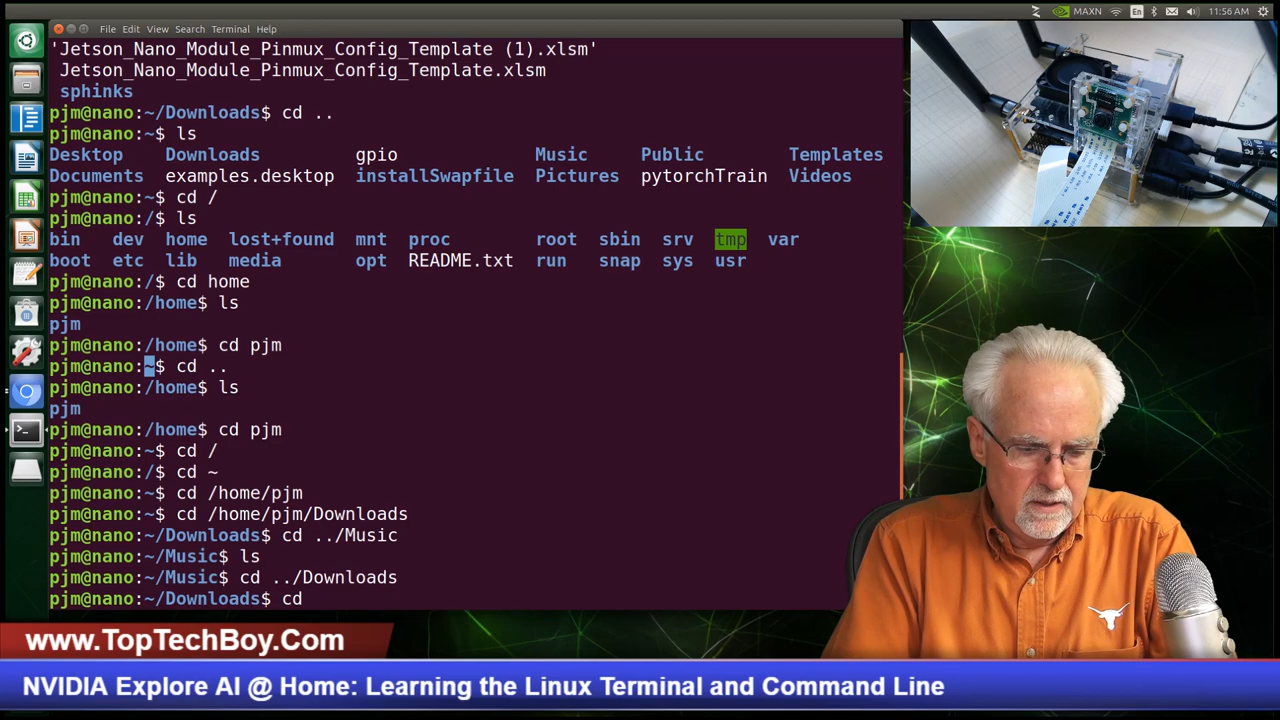 File Edit View Search Terminal Help
MAXN En 11:56 AM
'Jetson_Nano_Module_Pinmux_Config_Template (1).xlsm'
Jetson_Nano_Module_Pinmux_Config_Template.xlsm
sphinks
pjm@nano:~/Downloads$ cd ..
pjm@nano:~$ ls
Desktop Downloads gpio Music Public Templates
Documents examples.desktop installSwapfile Pictures pytorchTrain Videos
pjm@nano:~$ cd /
pjm@nano:/$ ls
bin dev home lost+found mnt proc root sbin srv tmp var
boot etc lib media opt README.txt run snap sys usr
pjm@nano:/$ cd home
pjm@nano:/home$ ls
pjm
pjm@nano:/home$ cd pjm
pjm@nano:~$ cd ..
pjm@nano:/home$ ls
pjm
pjm@nano:/home$ cd pjm
pjm@nano:~$ cd /
pjm@nano:/$ cd ~
pjm@nano:~$ cd /home/pjm
pjm@nano:~$ cd /home/pjm/Downloads
pjm@nano:~/Downloads$ cd ../Music
pjm@nano:~/Music$ ls
pjm@nano:~/Music$ cd ../Downloads
pjm@nano:~/Downloads$ cd
www.TopTechBoy.Com
NVIDIA Explore AI @ Home: Learning the Linux Terminal and Command Line